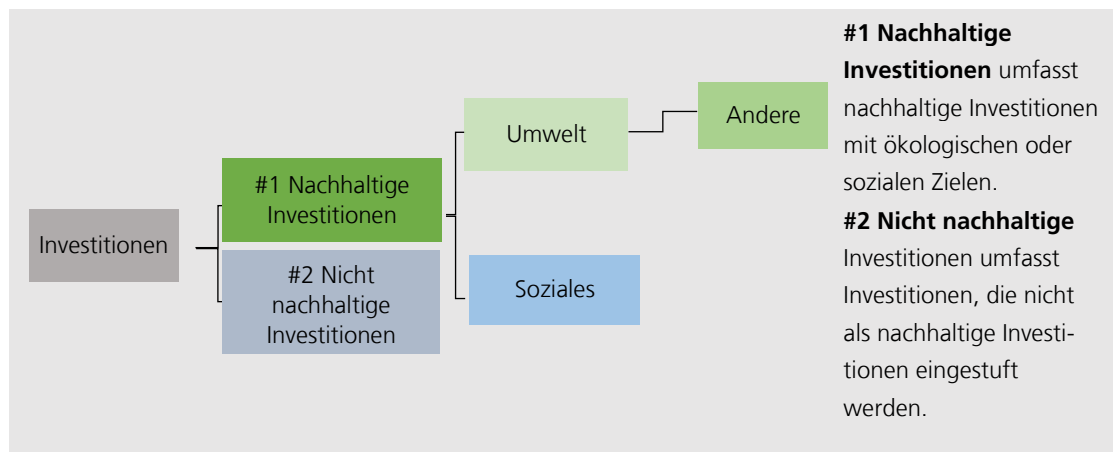 Investitionen
#1 Nachhaltige
Investitionen
#2 Nicht
nachhaltige
Investitionen
Umwelt
Soziales
Andere
#1 Nachhaltige
Investitionen umfasst
nachhaltige Investitionen
mit ökologischen oder
sozialen Zielen.
#2 Nicht nachhaltige
Investitionen umfasst
Investitionen, die nicht
als nachhaltige Investi-
tionen eingestuft
werden.